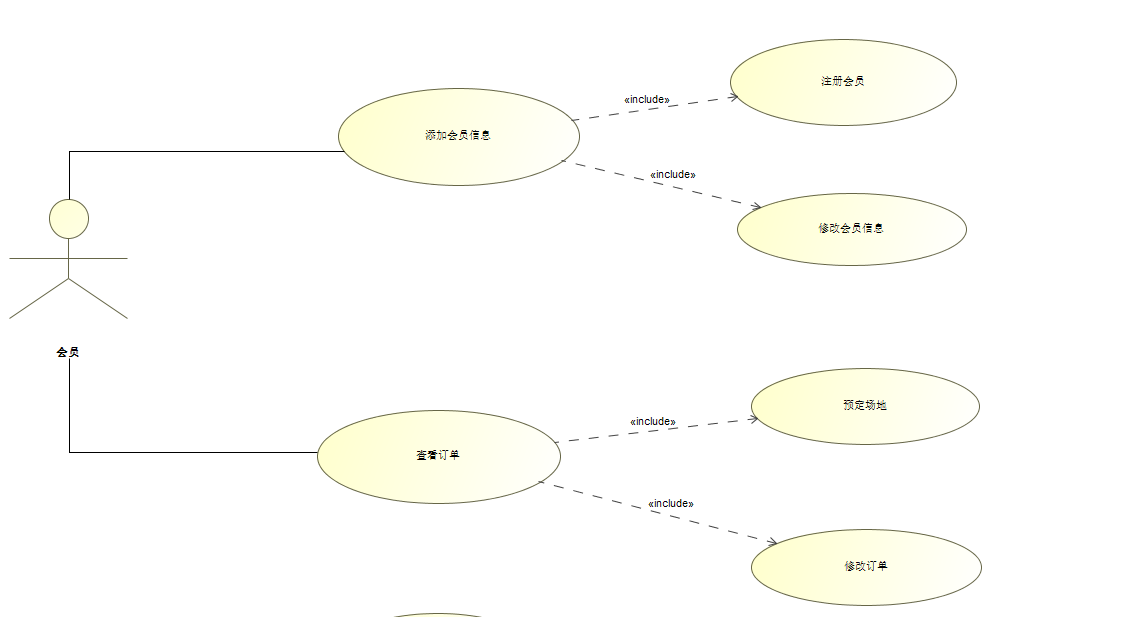 注册会员
«include»
添加会员信息
«include»
修改会员信息
会员
预定场地
«include»
查看订单
«include»
修改订单